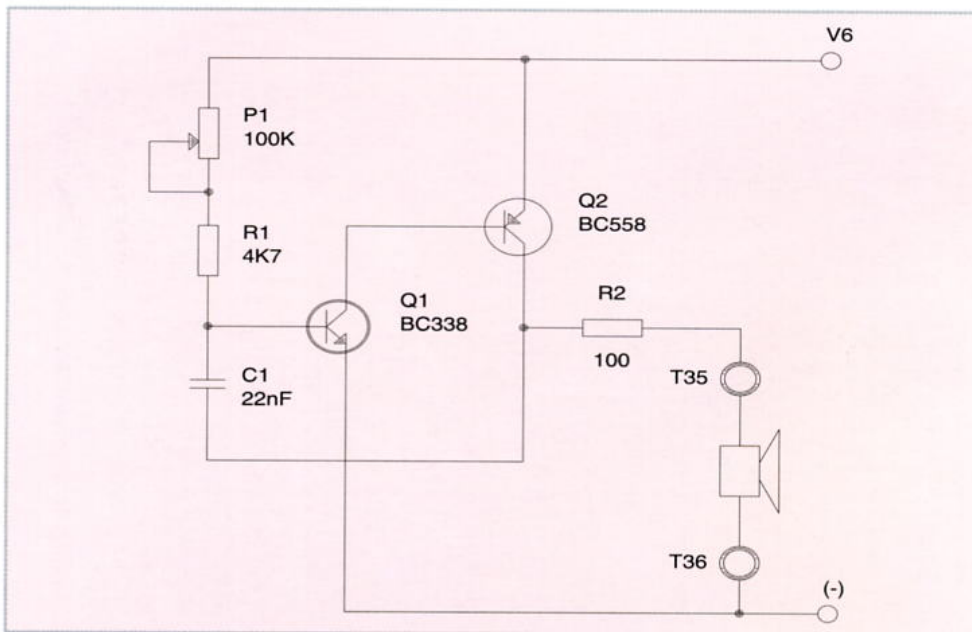 V6
P1
100K
Q2
BC558
R1
4K7
R2
Q1
BC338
100
T35
C1
22nF
T36
(-)